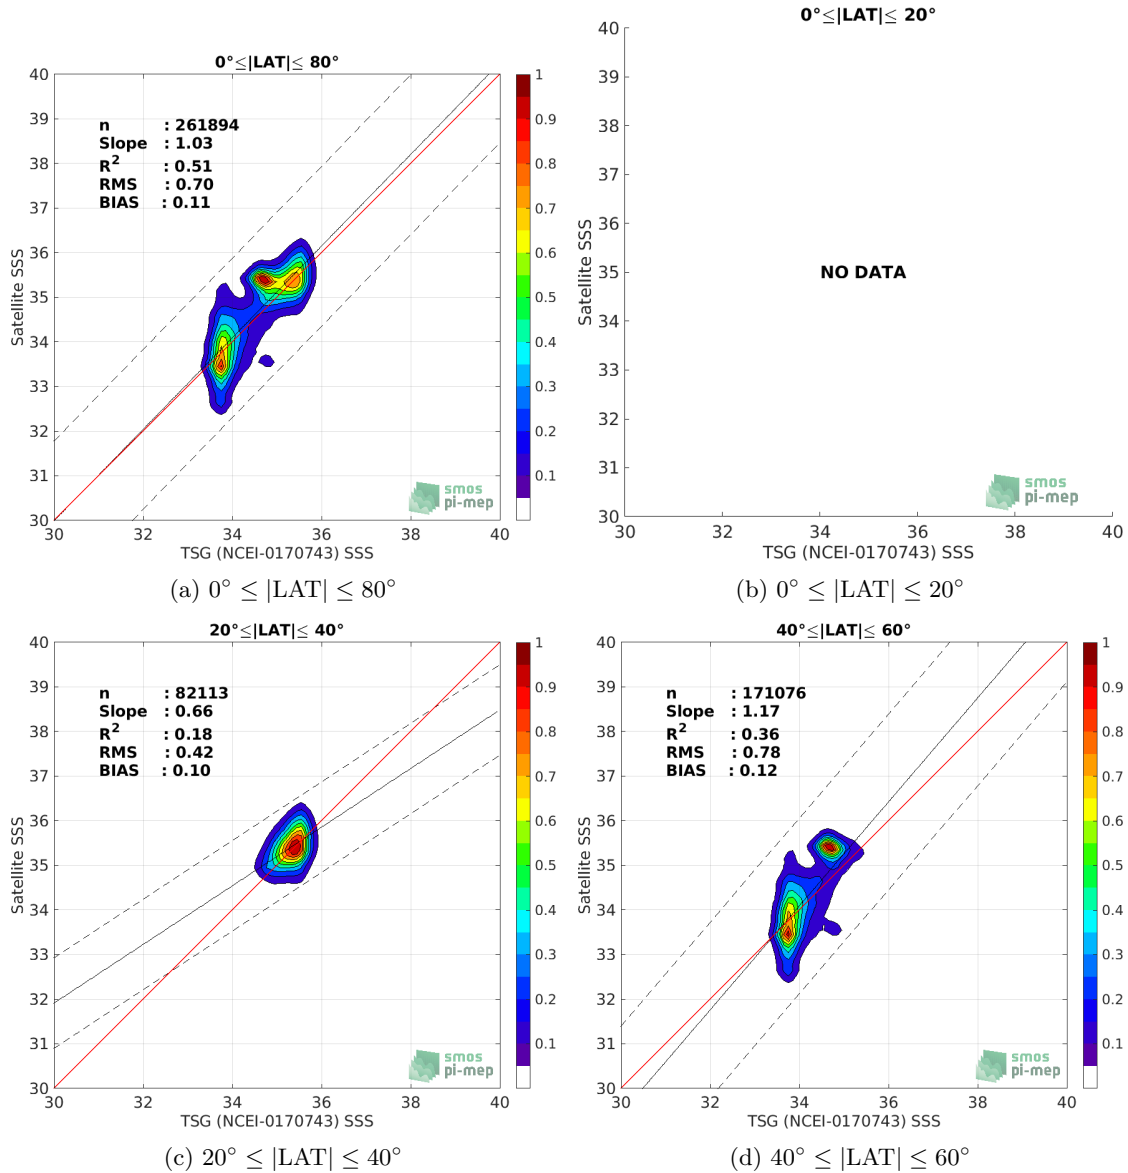 0°≤|LAT|≤ 80°
40
39
38
37
36
35
34
33
32
31
30
Satellite SSS
n : 261894
Slope : 1.03
R2 : 0.51
RMS : 0.70
BIAS : 0.11
smos
pi-mep
30 32 34 36 38 40
TSG (NCEI-0170743) SSS
1
0.9
0.8
0.7
0.6
0.5
0.4
0.3
0.2
0.1
(a) 0° ≤ |LAT| ≤ 80°
0°≤|LAT|≤ 20°
40
39
38
37
36
35
34
33
32
31
30
Satellite SSS
NO DATA
smos
pi-mep
30 32 34 36 38 40
TSG (NCEI-0170743) SSS
(b) 0° ≤ |LAT| ≤ 20°
20°≤|LAT|≤ 40°
40
39
38
37
36
35
34
33
32
31
30
Satellite SSS
n : 82113
Slope : 0.66
R2 : 0.18
RMS : 0.42
BIAS : 0.10
smos
pi-mep
30 32 34 36 38 40
TSG (NCEI-0170743) SSS
1
0.9
0.8
0.7
0.6
0.5
0.4
0.3
0.2
0.1
(c) 20° ≤ |LAT| ≤ 40°
40°≤|LAT|≤ 60°
40
39
38
37
36
35
34
33
32
31
30
Satellite SSS
n : 171076
Slope : 1.17
R2 : 0.36
RMS : 0.78
BIAS : 0.12
smos
pi-mep
30 32 34 36 38 40
TSG (NCEI-0170743) SSS
1
0.9
0.8
0.7
0.6
0.5
0.4
0.3
0.2
0.1
(d) 40° ≤ |LAT| ≤ 60°